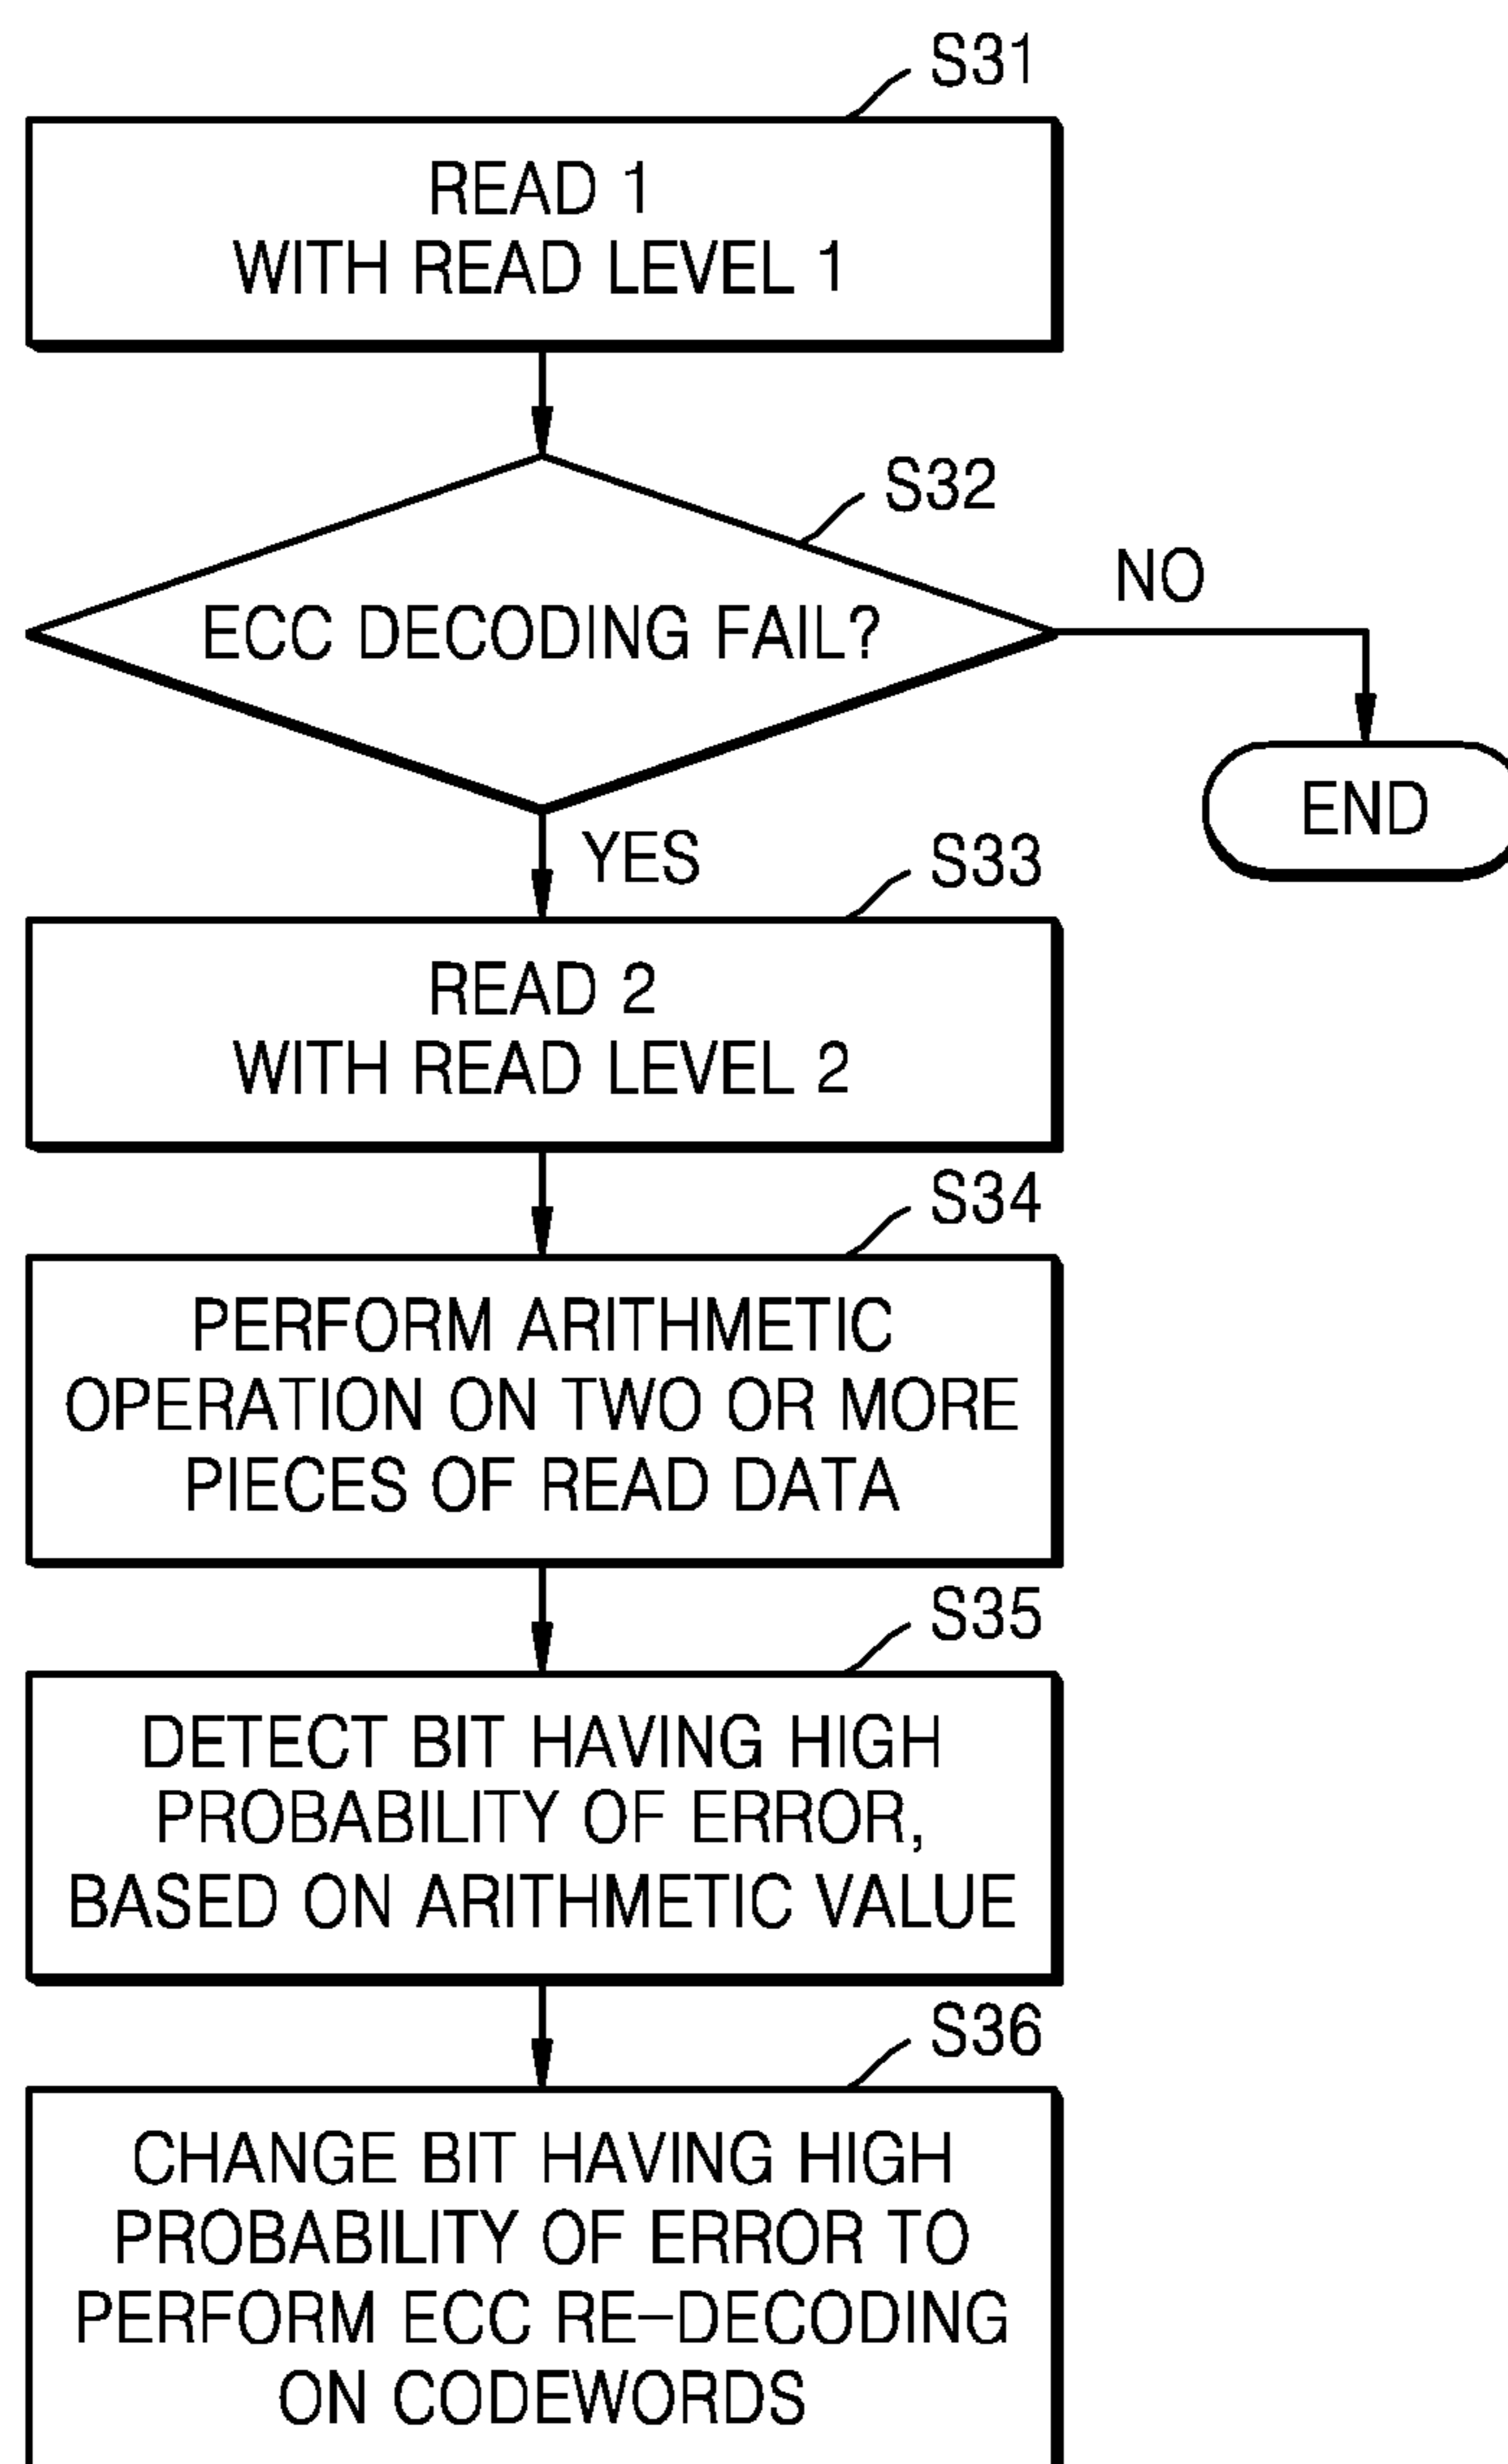 S31
READ 1
WITH READ LEVEL 1
S32
NO
ECC DECODING FAIL?
END
YES
S33
READ 2
WITH READ LEVEL 2
S34
PERFORM ARITHMETIC
OPERATION ON TWO OR MORE
PIECES OF READ DATA
S35
DETECT BIT HAVING HIGH
PROBABILITY OF ERROR,
BASED ON ARITHMETIC VALUE
S36
CHANGE BIT HAVING HIGH
PROBABILITY OF ERROR TO
PERFORM ECC RE-DECODING
ON CODEWORDS